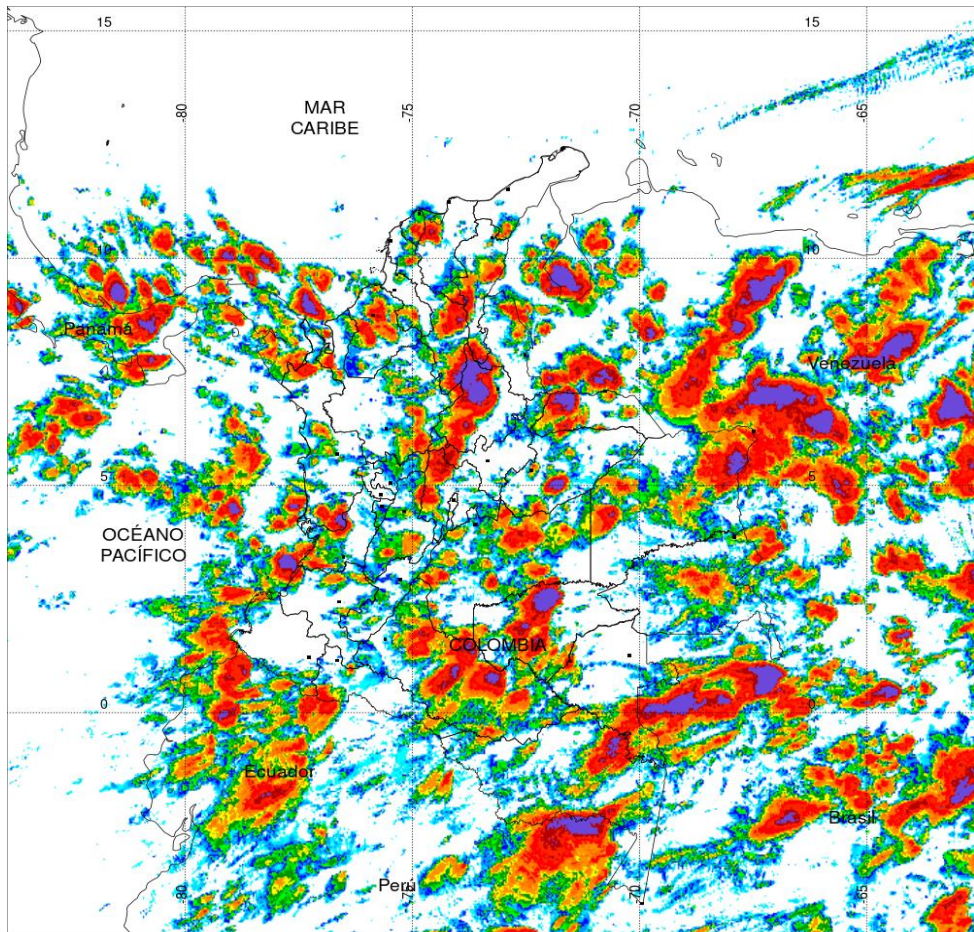 15
15
-80
-75
-70
-65
MAR
CARIBE
10
10
Panamá
Venezuela
5
5
OCÉANO
PACÍFICO
COLOMBIA
0
0
Ecuador
Brasil
Perú
-80
-75
-70
-65